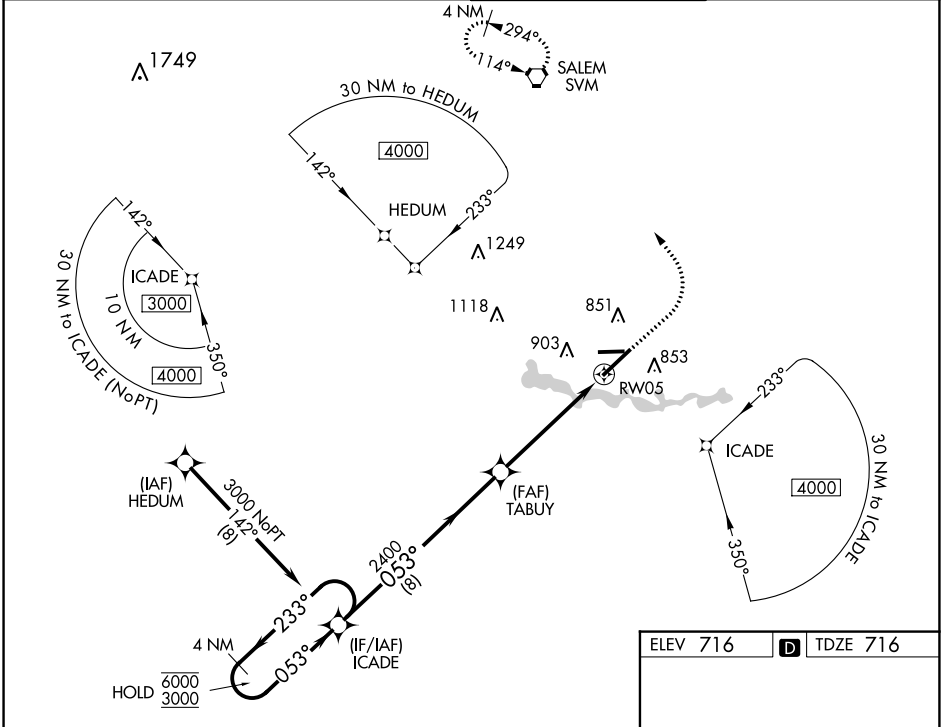 4 NM
294°
114°
SALEM
SVM
1749
30 NM to HEDUM
4000
142°
233°
HEDUM
1249
142°
ICADE
3000
10 NM
350°
4000
30 NM to ICADE (NoPT)
1118
851
903
853
RW05
233°
ICADE
4000
350°
30 NM to ICADE
(IAF)
HEDUM
3000 NoPT
142°
(8)
(FAF)
TABUY
2400
053°
(8)
233°
4 NM
053°
(IF/IAF)
ICADE
HOLD
6000
3000
ELEV 716 D TDZE 716